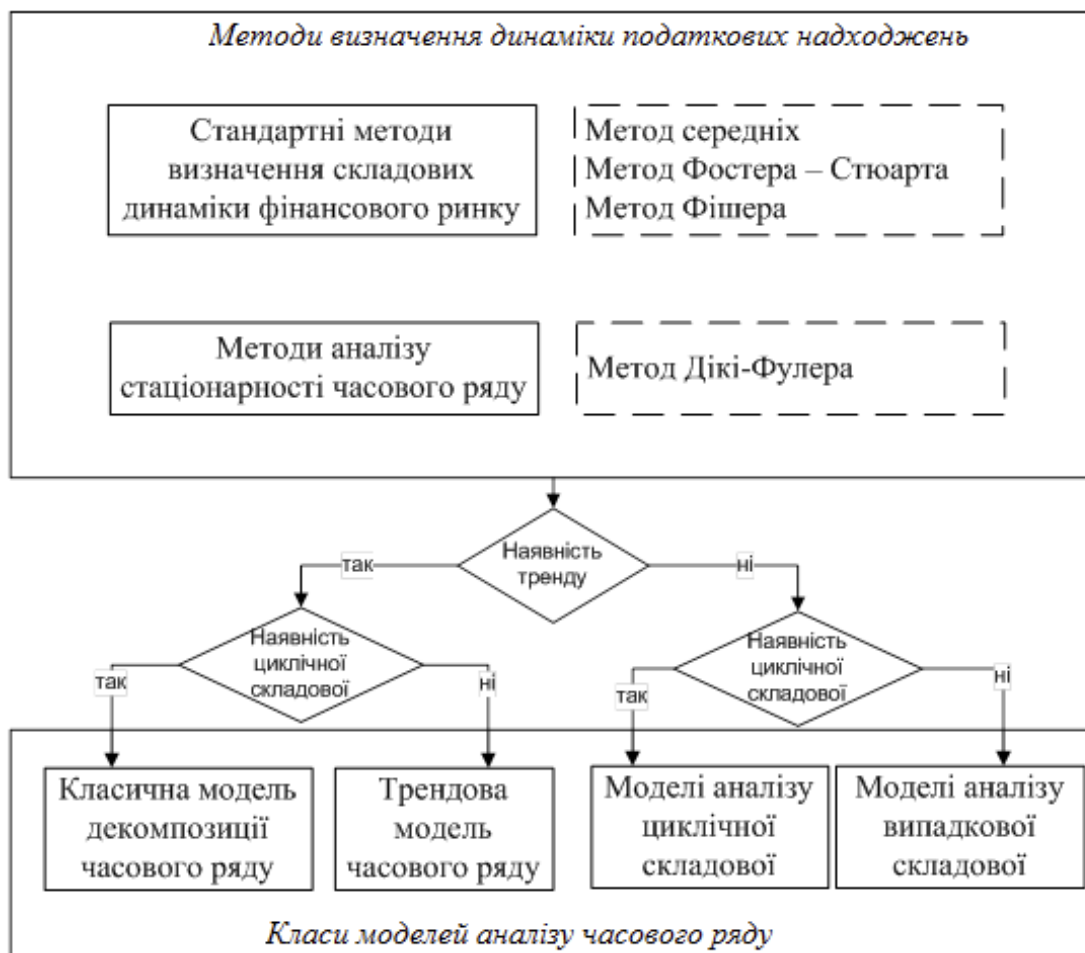 Методи визначення динаміки податкових надходжень
Стандартні методи
визначення складових
динаміки фінансового ринку
Метод середніх
Метод Фостера – Стюарта
Метод Фішера
Методи аналізу
стаціонарності часового ряду
Метод Дікі-Фулера
Наявність
тренду
так
ні
Наявність
циклічної
складової
так
ні
Наявність
циклічної
складової
так
ні
Класична модель
декомпозиції
часового ряду
Трендова
модель
часового ряду
Моделі аналізу
циклічної
складової
Моделі аналізу
випадкової
складової
Класи моделей аналізу часового ряду